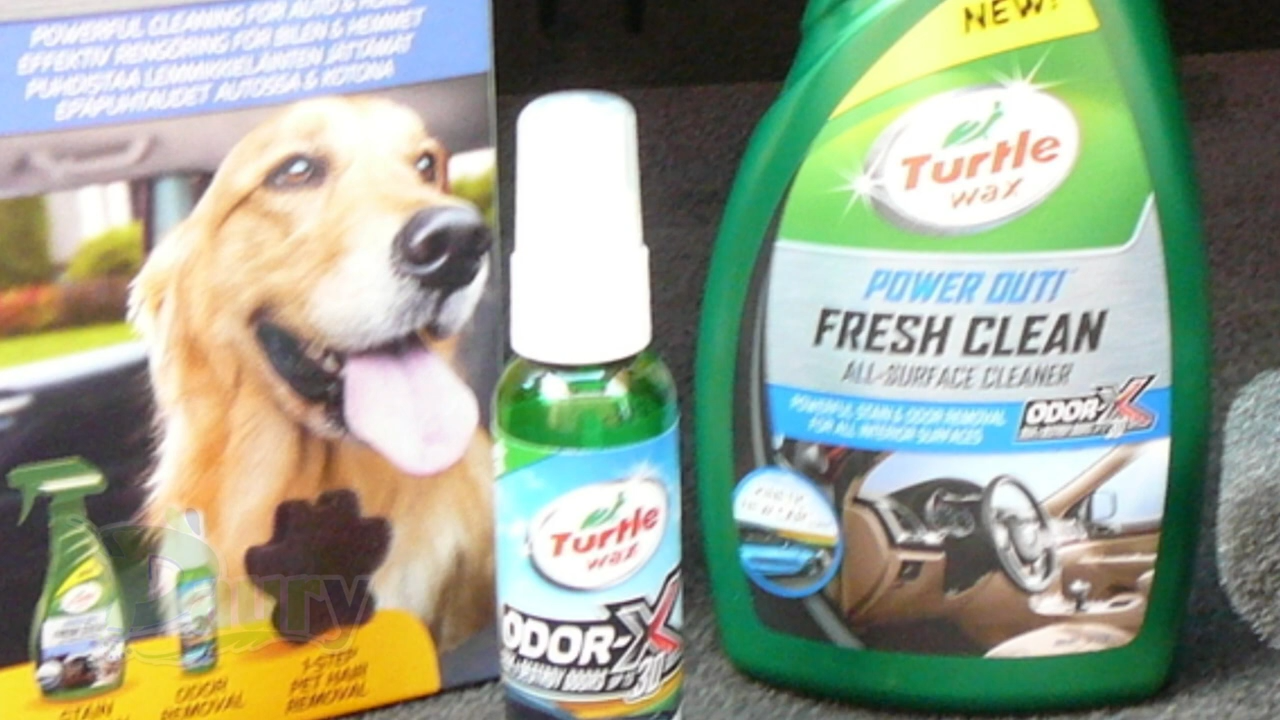 POWERFUL CLEANING FOR AUTO & HOME
EFFEKTIV RENGÖRING FÖR BILEN & HEMMET
PUHDISTAA LEMMIKKIELÄINTEN JÄTTÄMÄT
EPÄPUHTAUDET AUTOSSA & KOTONA
STAIN
ODOR
REMOVAL
1-STEP
PET HAIR
REMOVAL
Turtle
wax
ODOR-X
30
NEW!
Turtle
wax
POWER OUT!
FRESH CLEAN
ALL-SURFACE CLEANER
POWERFUL STAIN & ODOR REMOVAL
FOR ALL INTERIOR SURFACES
ODOR-X